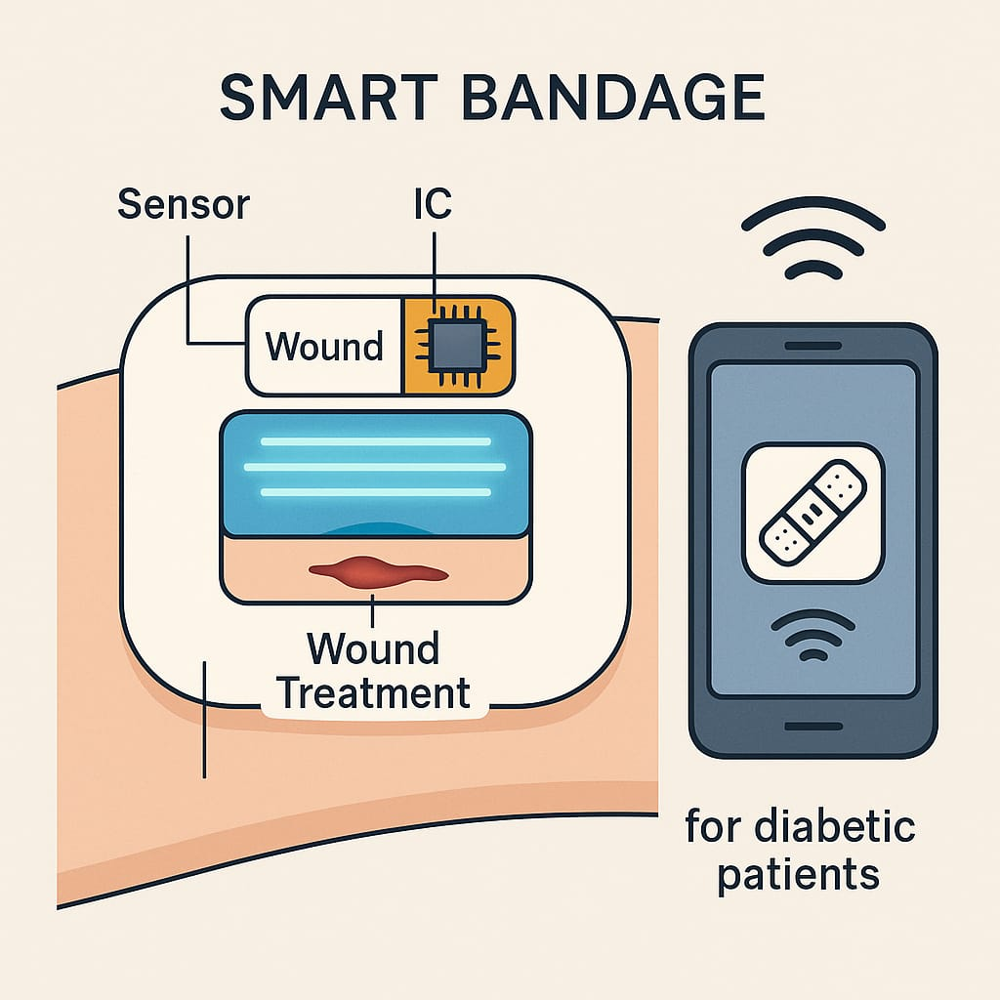 SMART BANDAGE
Sensor
IC
Wound
Wound
Treatment
for diabetic
patients